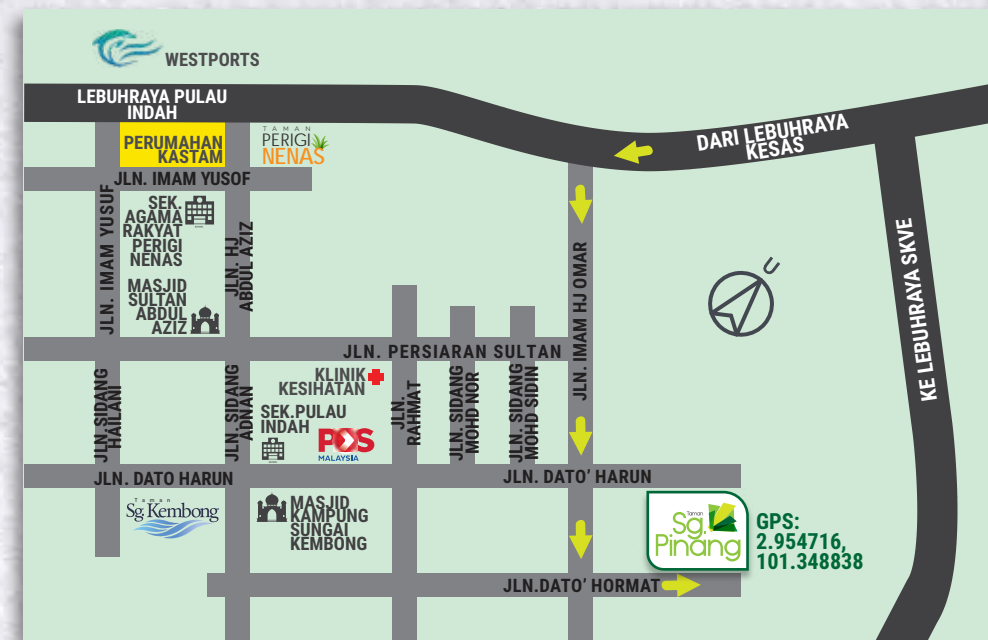 WESTPORTS
LEBUHRAYA PULAU
INDAH
DARI LEBUHRAYA
KESAS
PERUMAHAN
KASTAM
TAMAN
PERIGI
NENAS
JLN. IMAM YUSOF
JLN. IMAM YUSUF
SEK.
AGAMA
RAKYAT
PERIGI
NENAS
JLN. HJ
ABDUL AZIZ
MASJID
SULTAN
ABDUL
AZIZ
JLN. IMAM HJ OMAR
U
KE LEBUHRAYA SKVE
JLN. PERSIARAN SULTAN
JLN. SIDANG
HAILANI
JLN. SIDANG
ADNAN
KLINIK
KESIHATAN
SEK.PULAU
INDAH
POS
MALAYSIA
JLN.
RAHMAT
JLN. SIDANG
MOHD NOR
JLN. SIDANG
MOHD SIDIN
JLN. DATO HARUN
JLN. DATO' HARUN
Taman
Sg. Kembong
MASJID
KAMPUNG
SUNGAI
KEMBONG
Taman
Sg.
Pinang
GPS:
2.954716,
101.348838
JLN.DATO' HORMAT